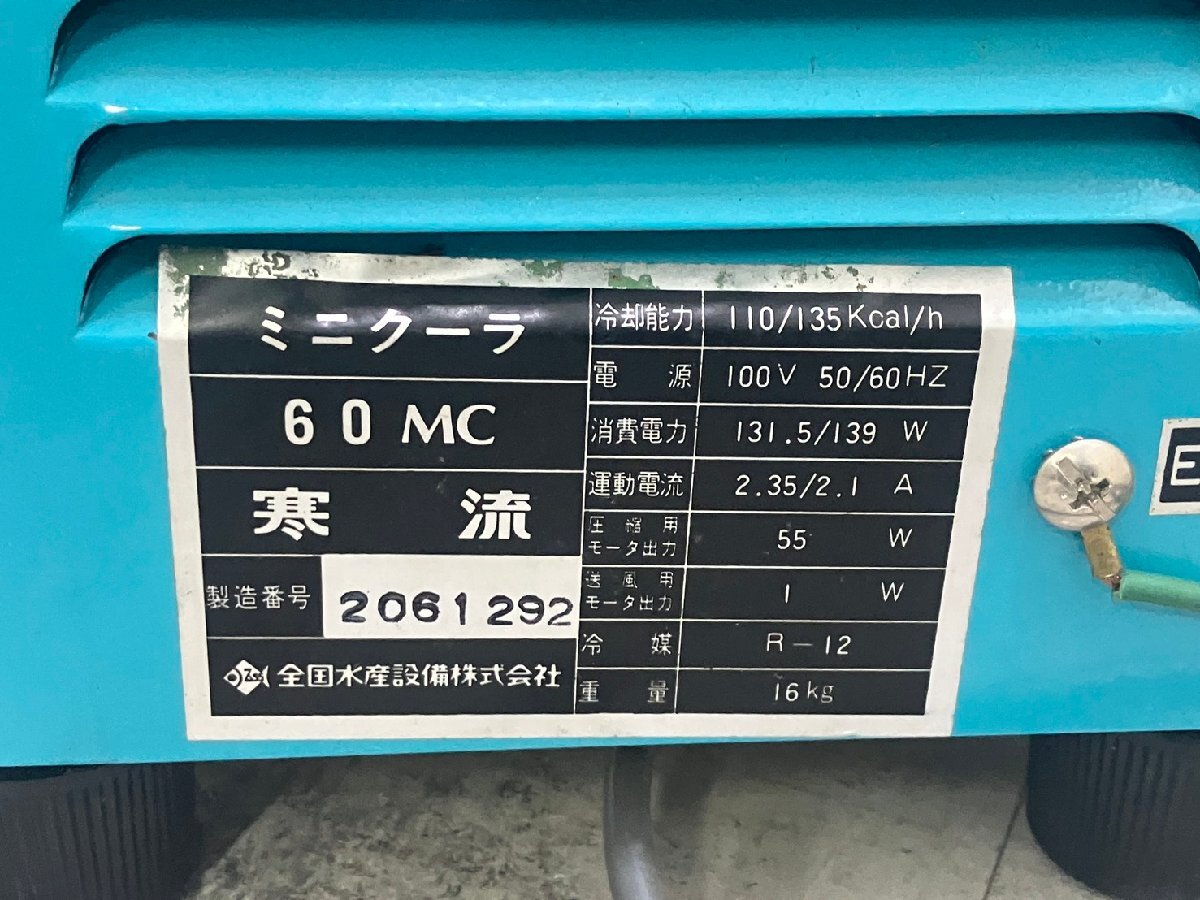 ミニクーラ
60 MC
寒流
製造番号 2061292
全国水産設備株式会社
冷却能力 110/135Kcal/h
電源 100V 50/60HZ
消費電力 131.5/139 W
運動電流 2.35/2.1 A
圧縮用モータ出力 55 W
送風用モータ出力 1 W
冷媒 R-12
重量 16kg
E